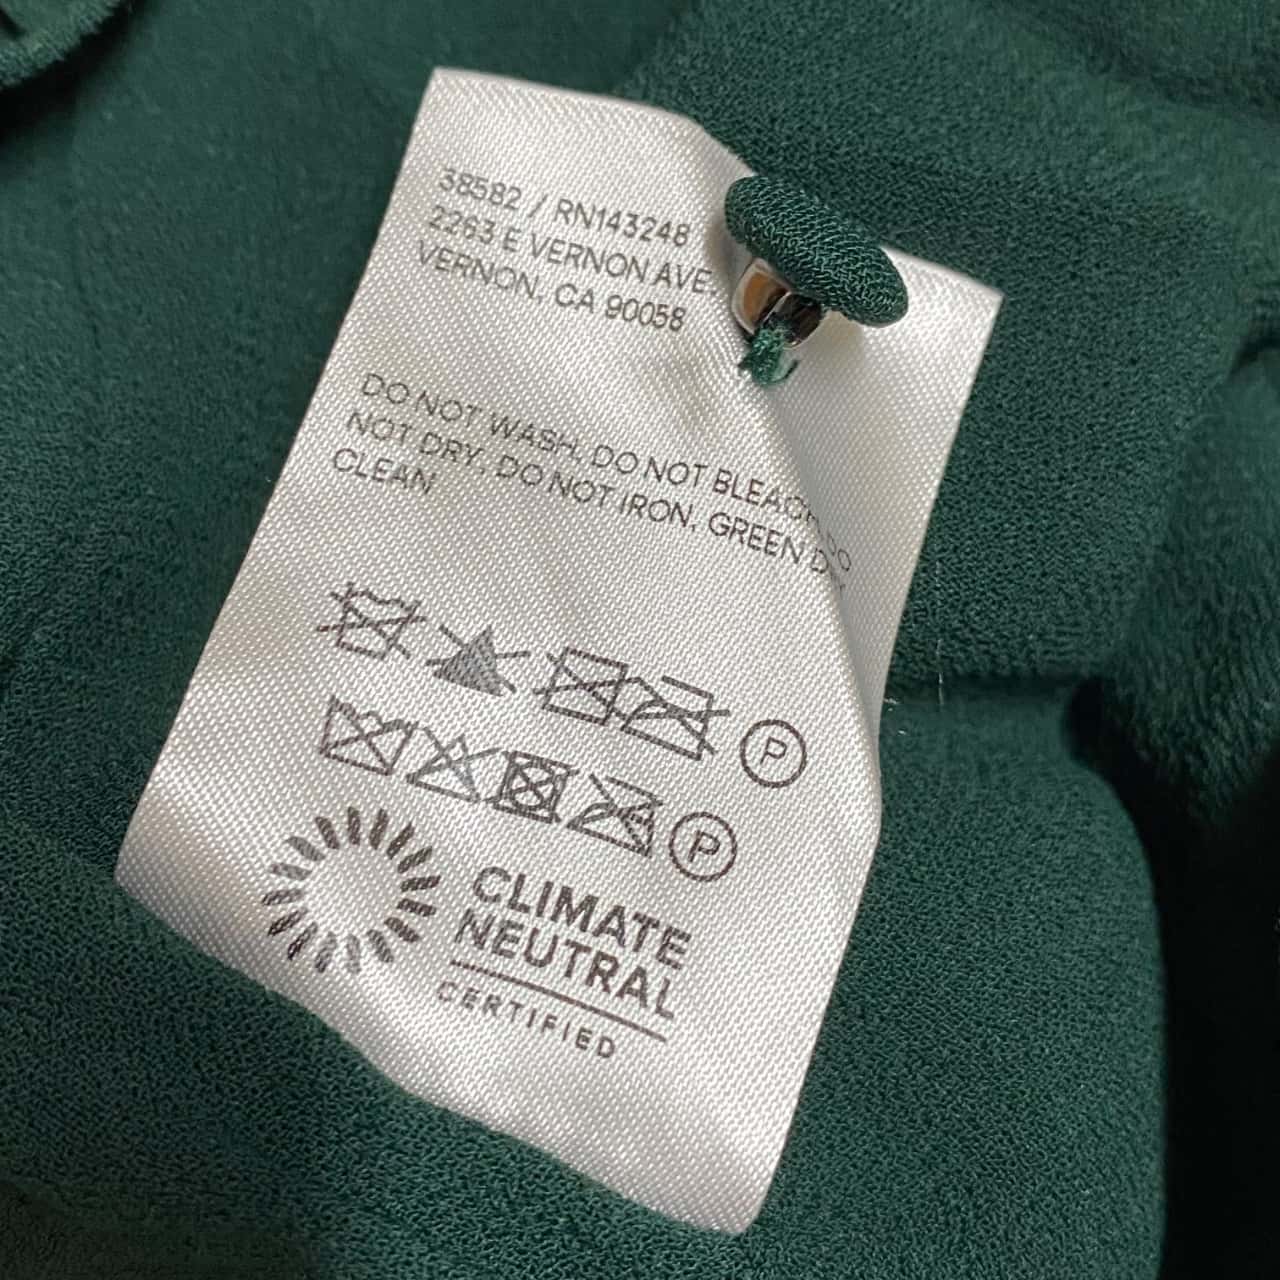 38582 / RN143248
2263 E VERNON AVE.
VERNON, CA 90058
DO NOT WASH, DO NOT BLEACH, DO
NOT DRY, DO NOT IRON, GREEN DRY
CLEAN
P
P
CLIMATE
NEUTRAL
CERTIFIED